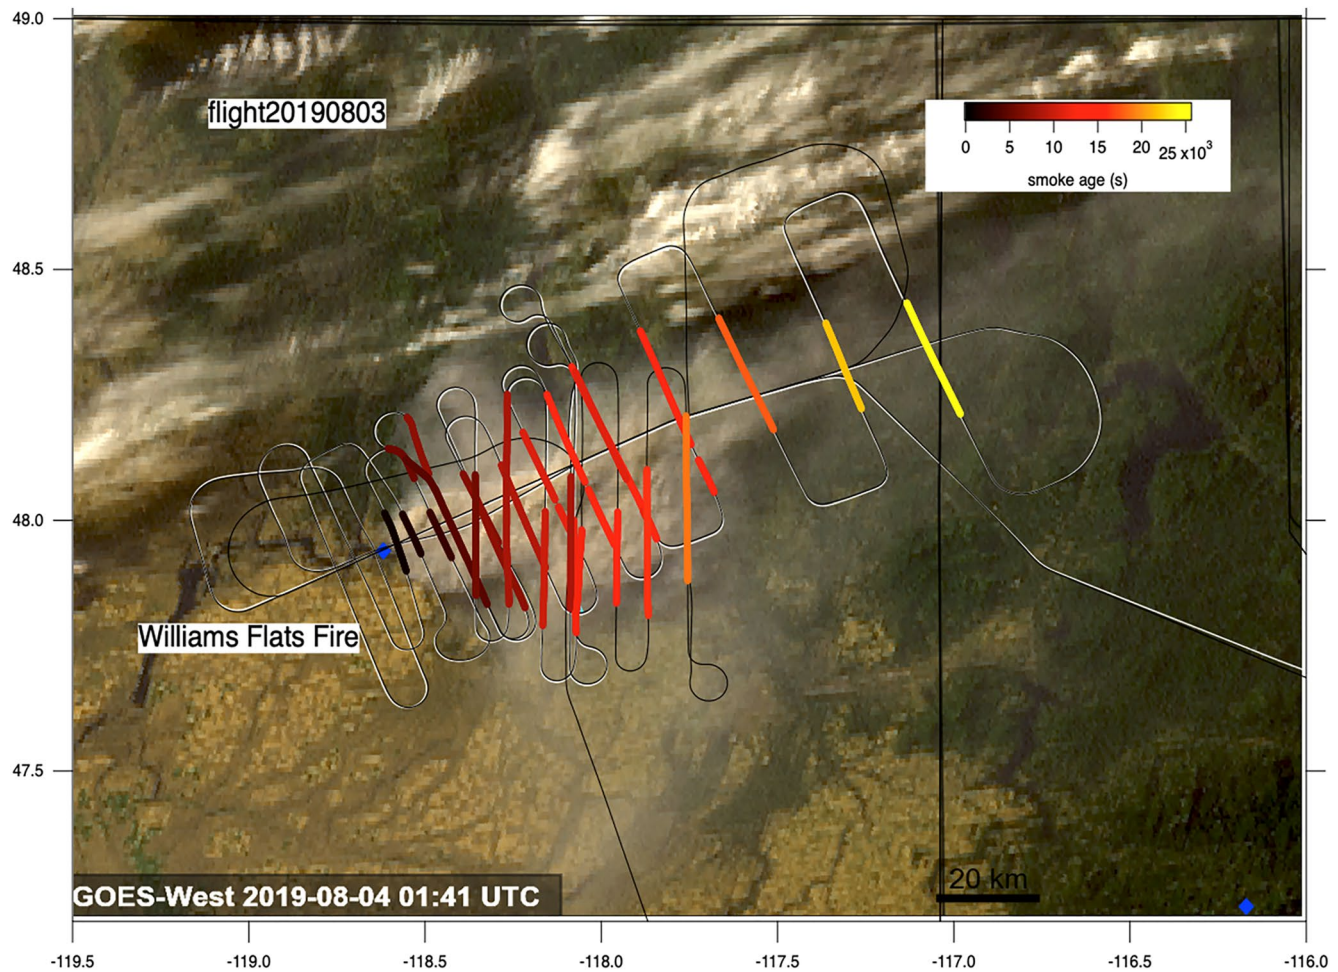 49.0
flight20190803
0 5 10 15 20 25 x10³
smoke age (s)
48.5
48.0
Williams Flats Fire
47.5
GOES-West 2019-08-04 01:41 UTC
20 km
-119.5 -119.0 -118.5 -118.0 -117.5 -117.0 -116.5 -116.0